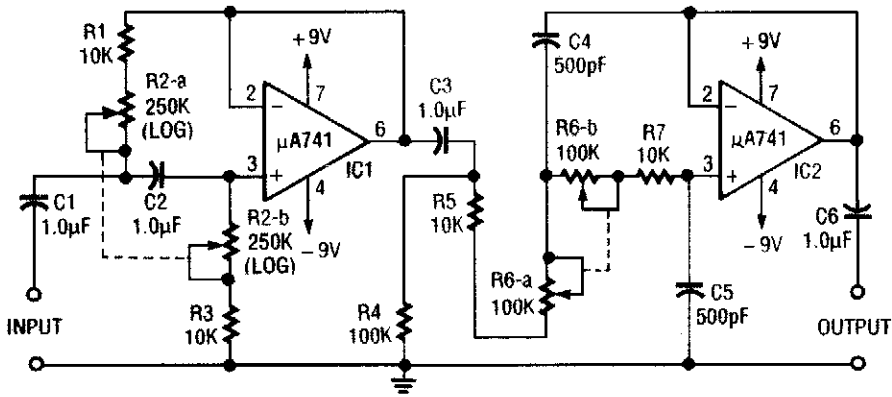 R1
10K
R2-a
250K
(LOG)
C1
1.0µF
C2
1.0µF
R2-b
250K
(LOG)
R3
10K
+9V
2
−
7
µA741
6
3
+
4
IC1
−9V
C3
1.0µF
R4
100K
R5
10K
C4
500pF
R6-b
100K
R7
10K
R6-a
100K
C5
500pF
+9V
2
−
7
µA741
6
3
+
4
IC2
−9V
C6
1.0µF
INPUT
OUTPUT